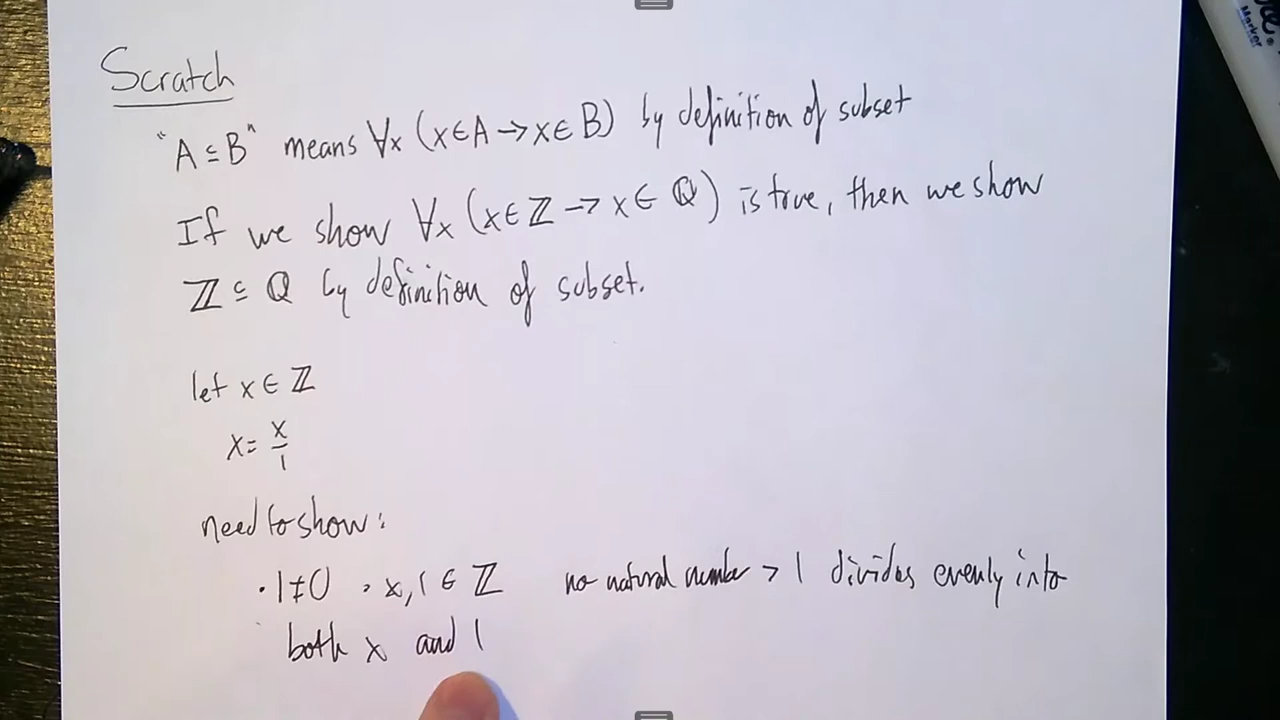 Scratch
"A ⊆ B" means ∀x (x ∈ A → x ∈ B) by definition of subset
If we show ∀x (x ∈ ℤ → x ∈ ℚ) is true, then we show
ℤ ⊆ ℚ by definition of subset.
let x ∈ ℤ
x = x/1
need to show:
· 1 ≠ 0 · x, 1 ∈ ℤ no natural number > 1 divides evenly into
both x and 1
Marker